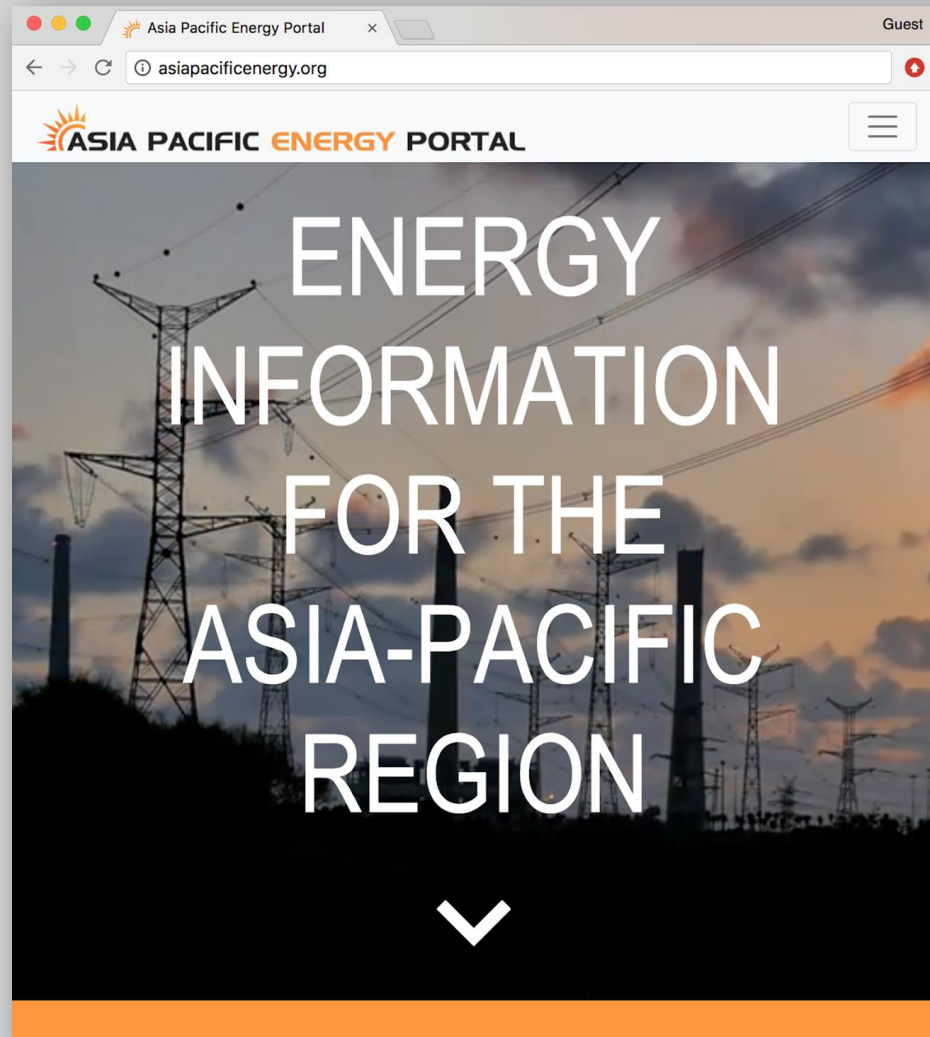 Asia Pacific Energy Portal
Guest
asiapacificenergy.org
ASIA PACIFIC ENERGY PORTAL
ENERGY
INFORMATION
FOR THE
ASIA-PACIFIC
REGION